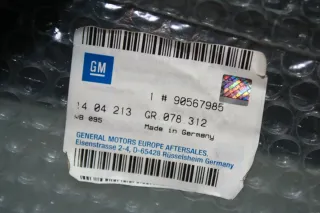 GM
1 # 90567985
14 04 213 GR 078 312
WB 095 Made in Germany
GENERAL MOTORS EUROPE AFTERSALES,
Eisenstrasse 2-4, D-65428 Rüsselsheim Germany